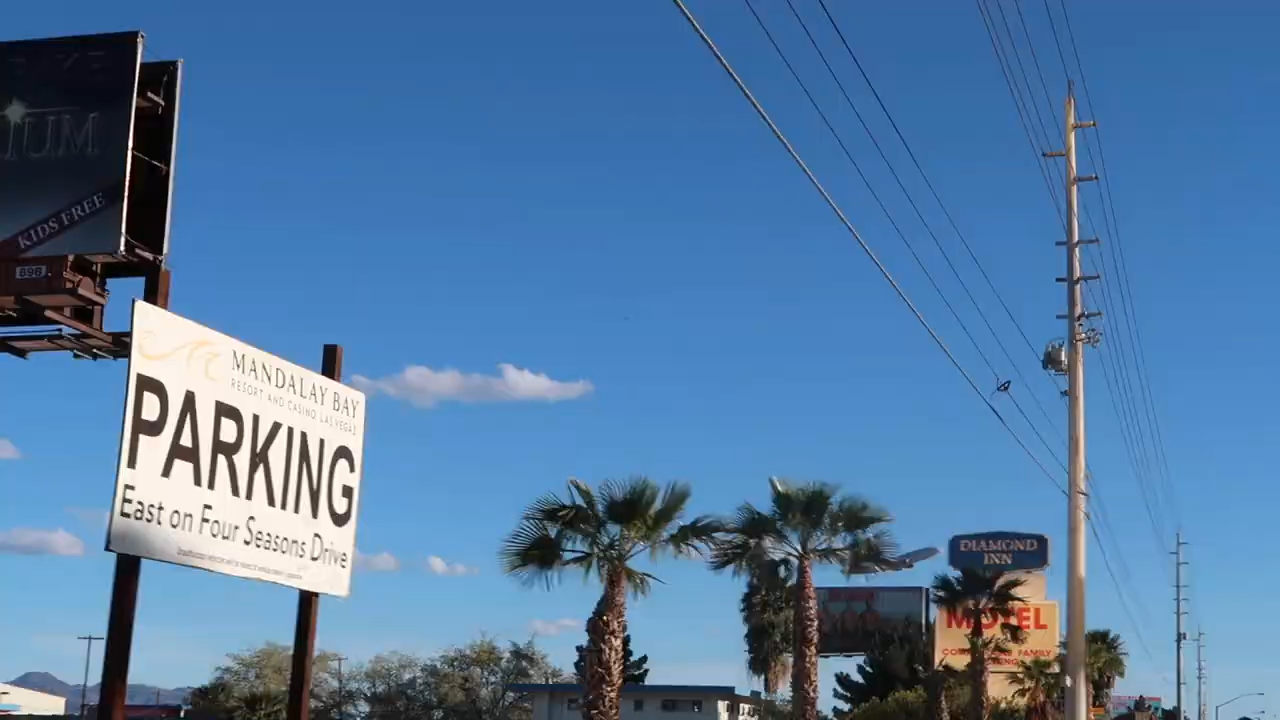 IUM
KIDS FREE
898
MANDALAY BAY
RESORT AND CASINO LAS VEGAS
PARKING
East on Four Seasons Drive
DIAMOND
INN
MOTEL
FAMILY